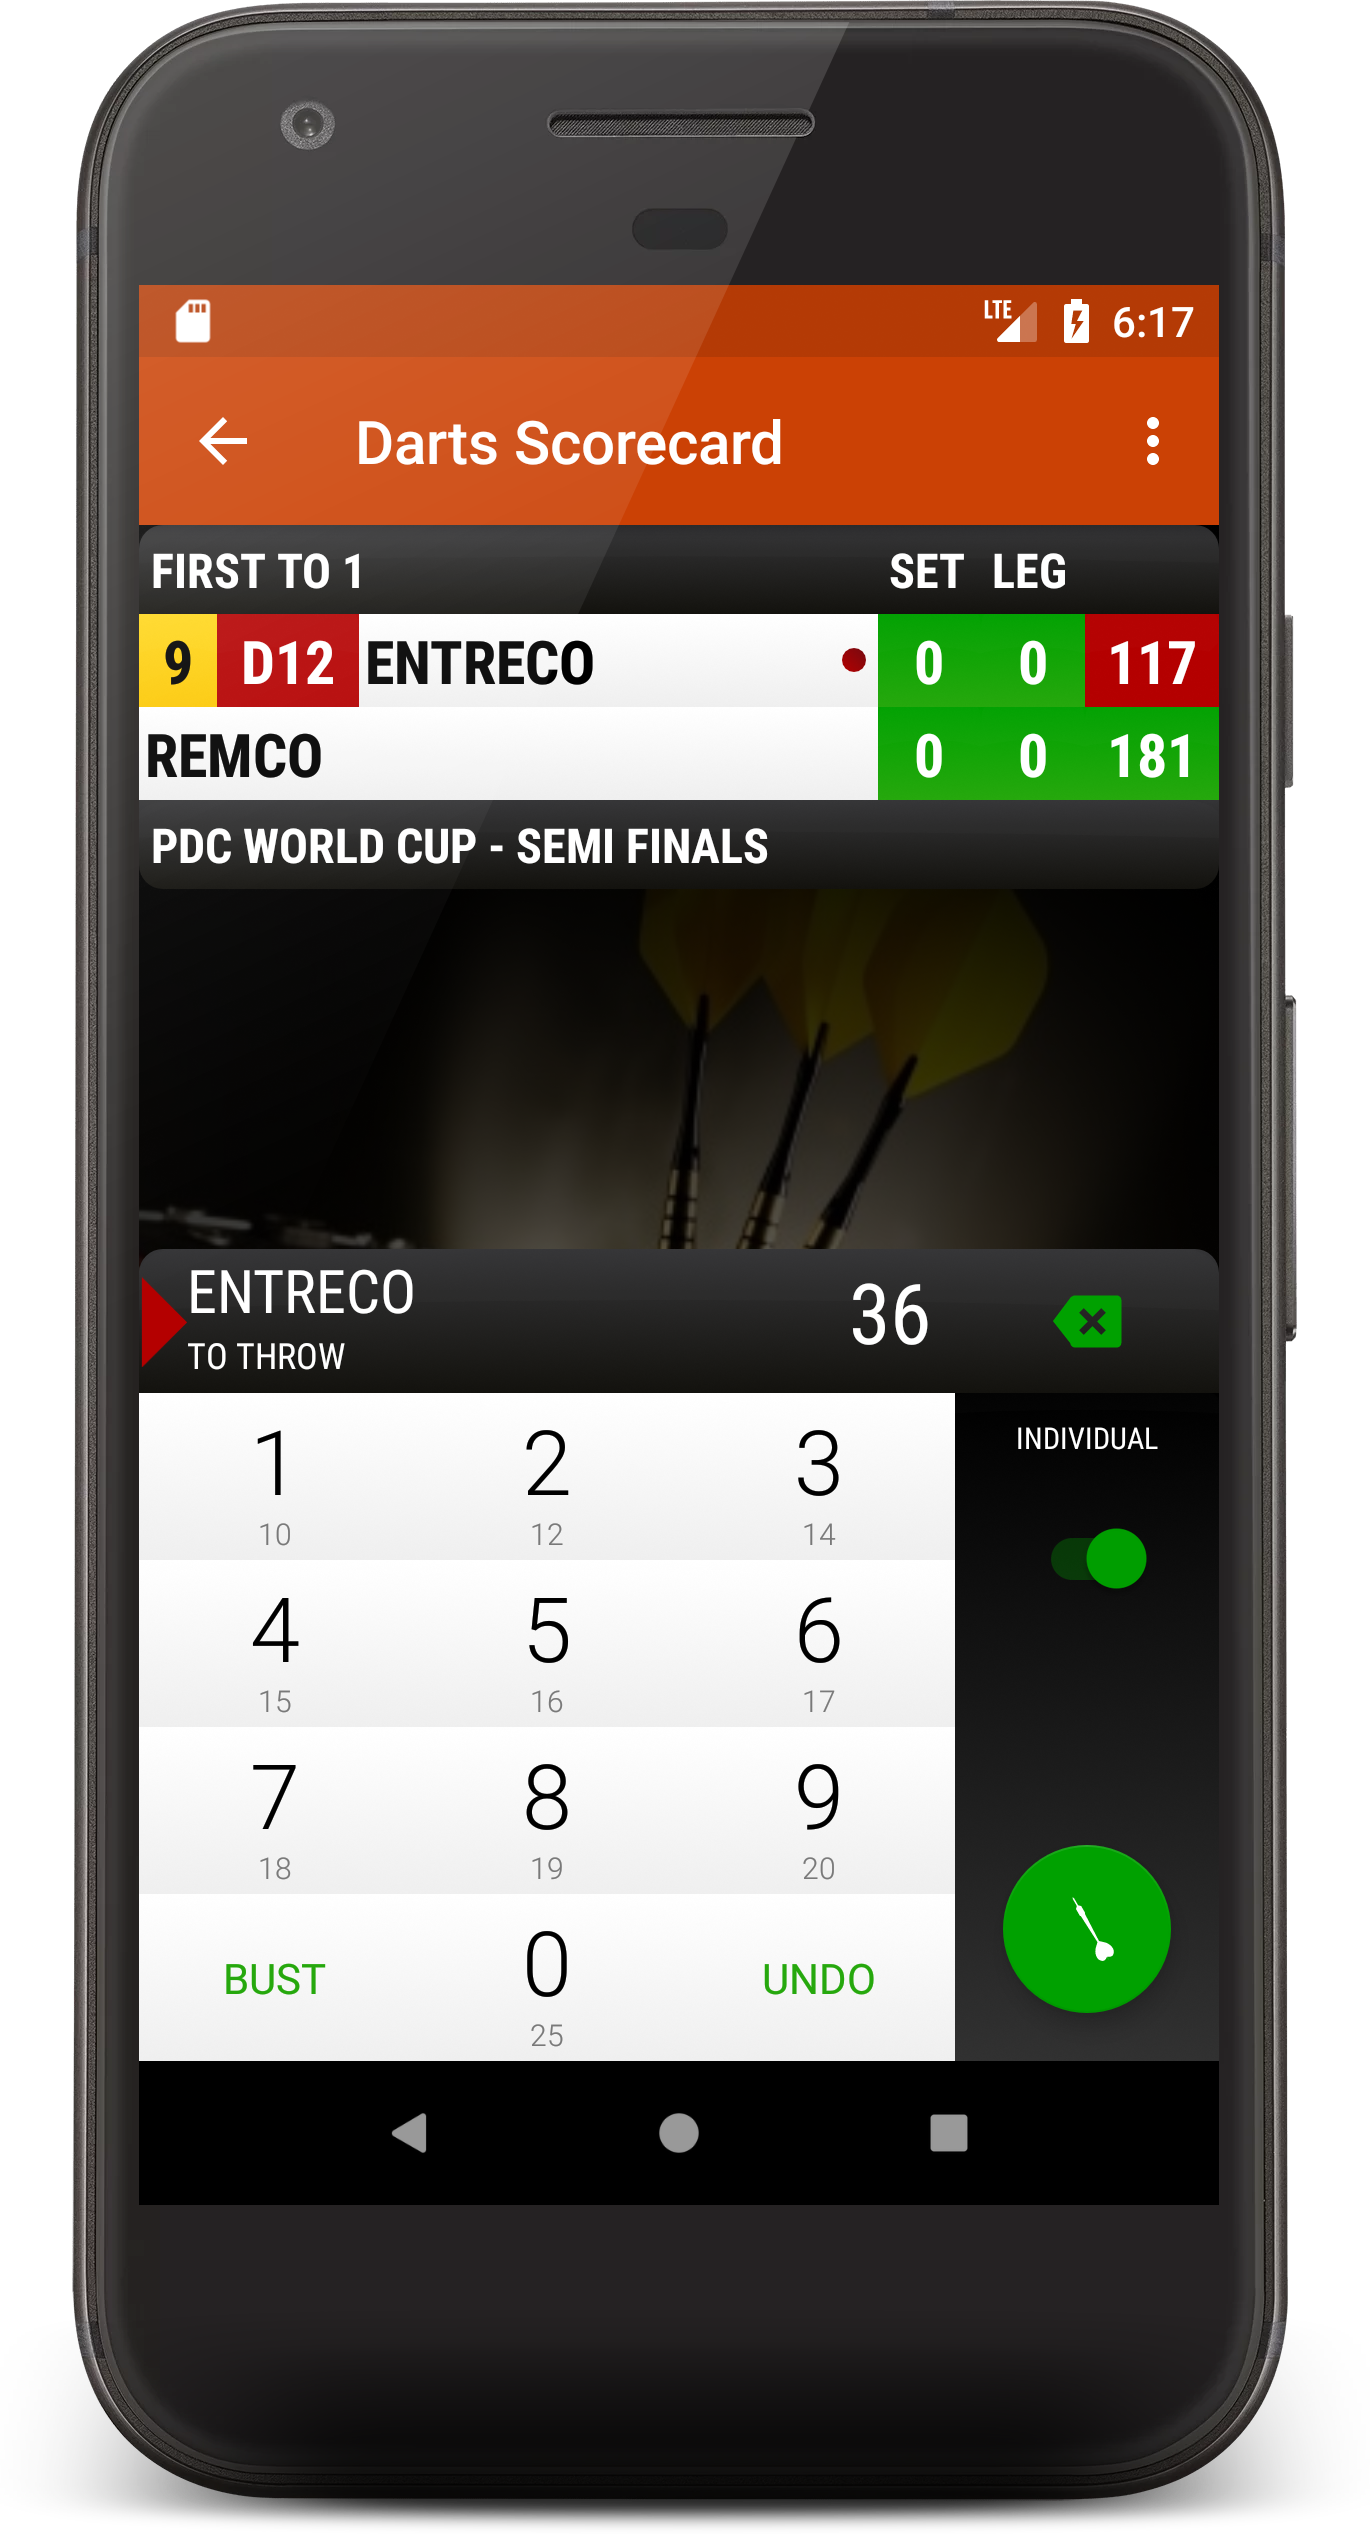 LTE 6:17
Darts Scorecard
FIRST TO 1 SET LEG
9 D12 ENTRECO 0 0 117
REMCO 0 0 181
PDC WORLD CUP - SEMI FINALS
ENTRECO 36
TO THROW
INDIVIDUAL
1 2 3
10 12 14
4 5 6
15 16 17
7 8 9
18 19 20
BUST 0 UNDO
25